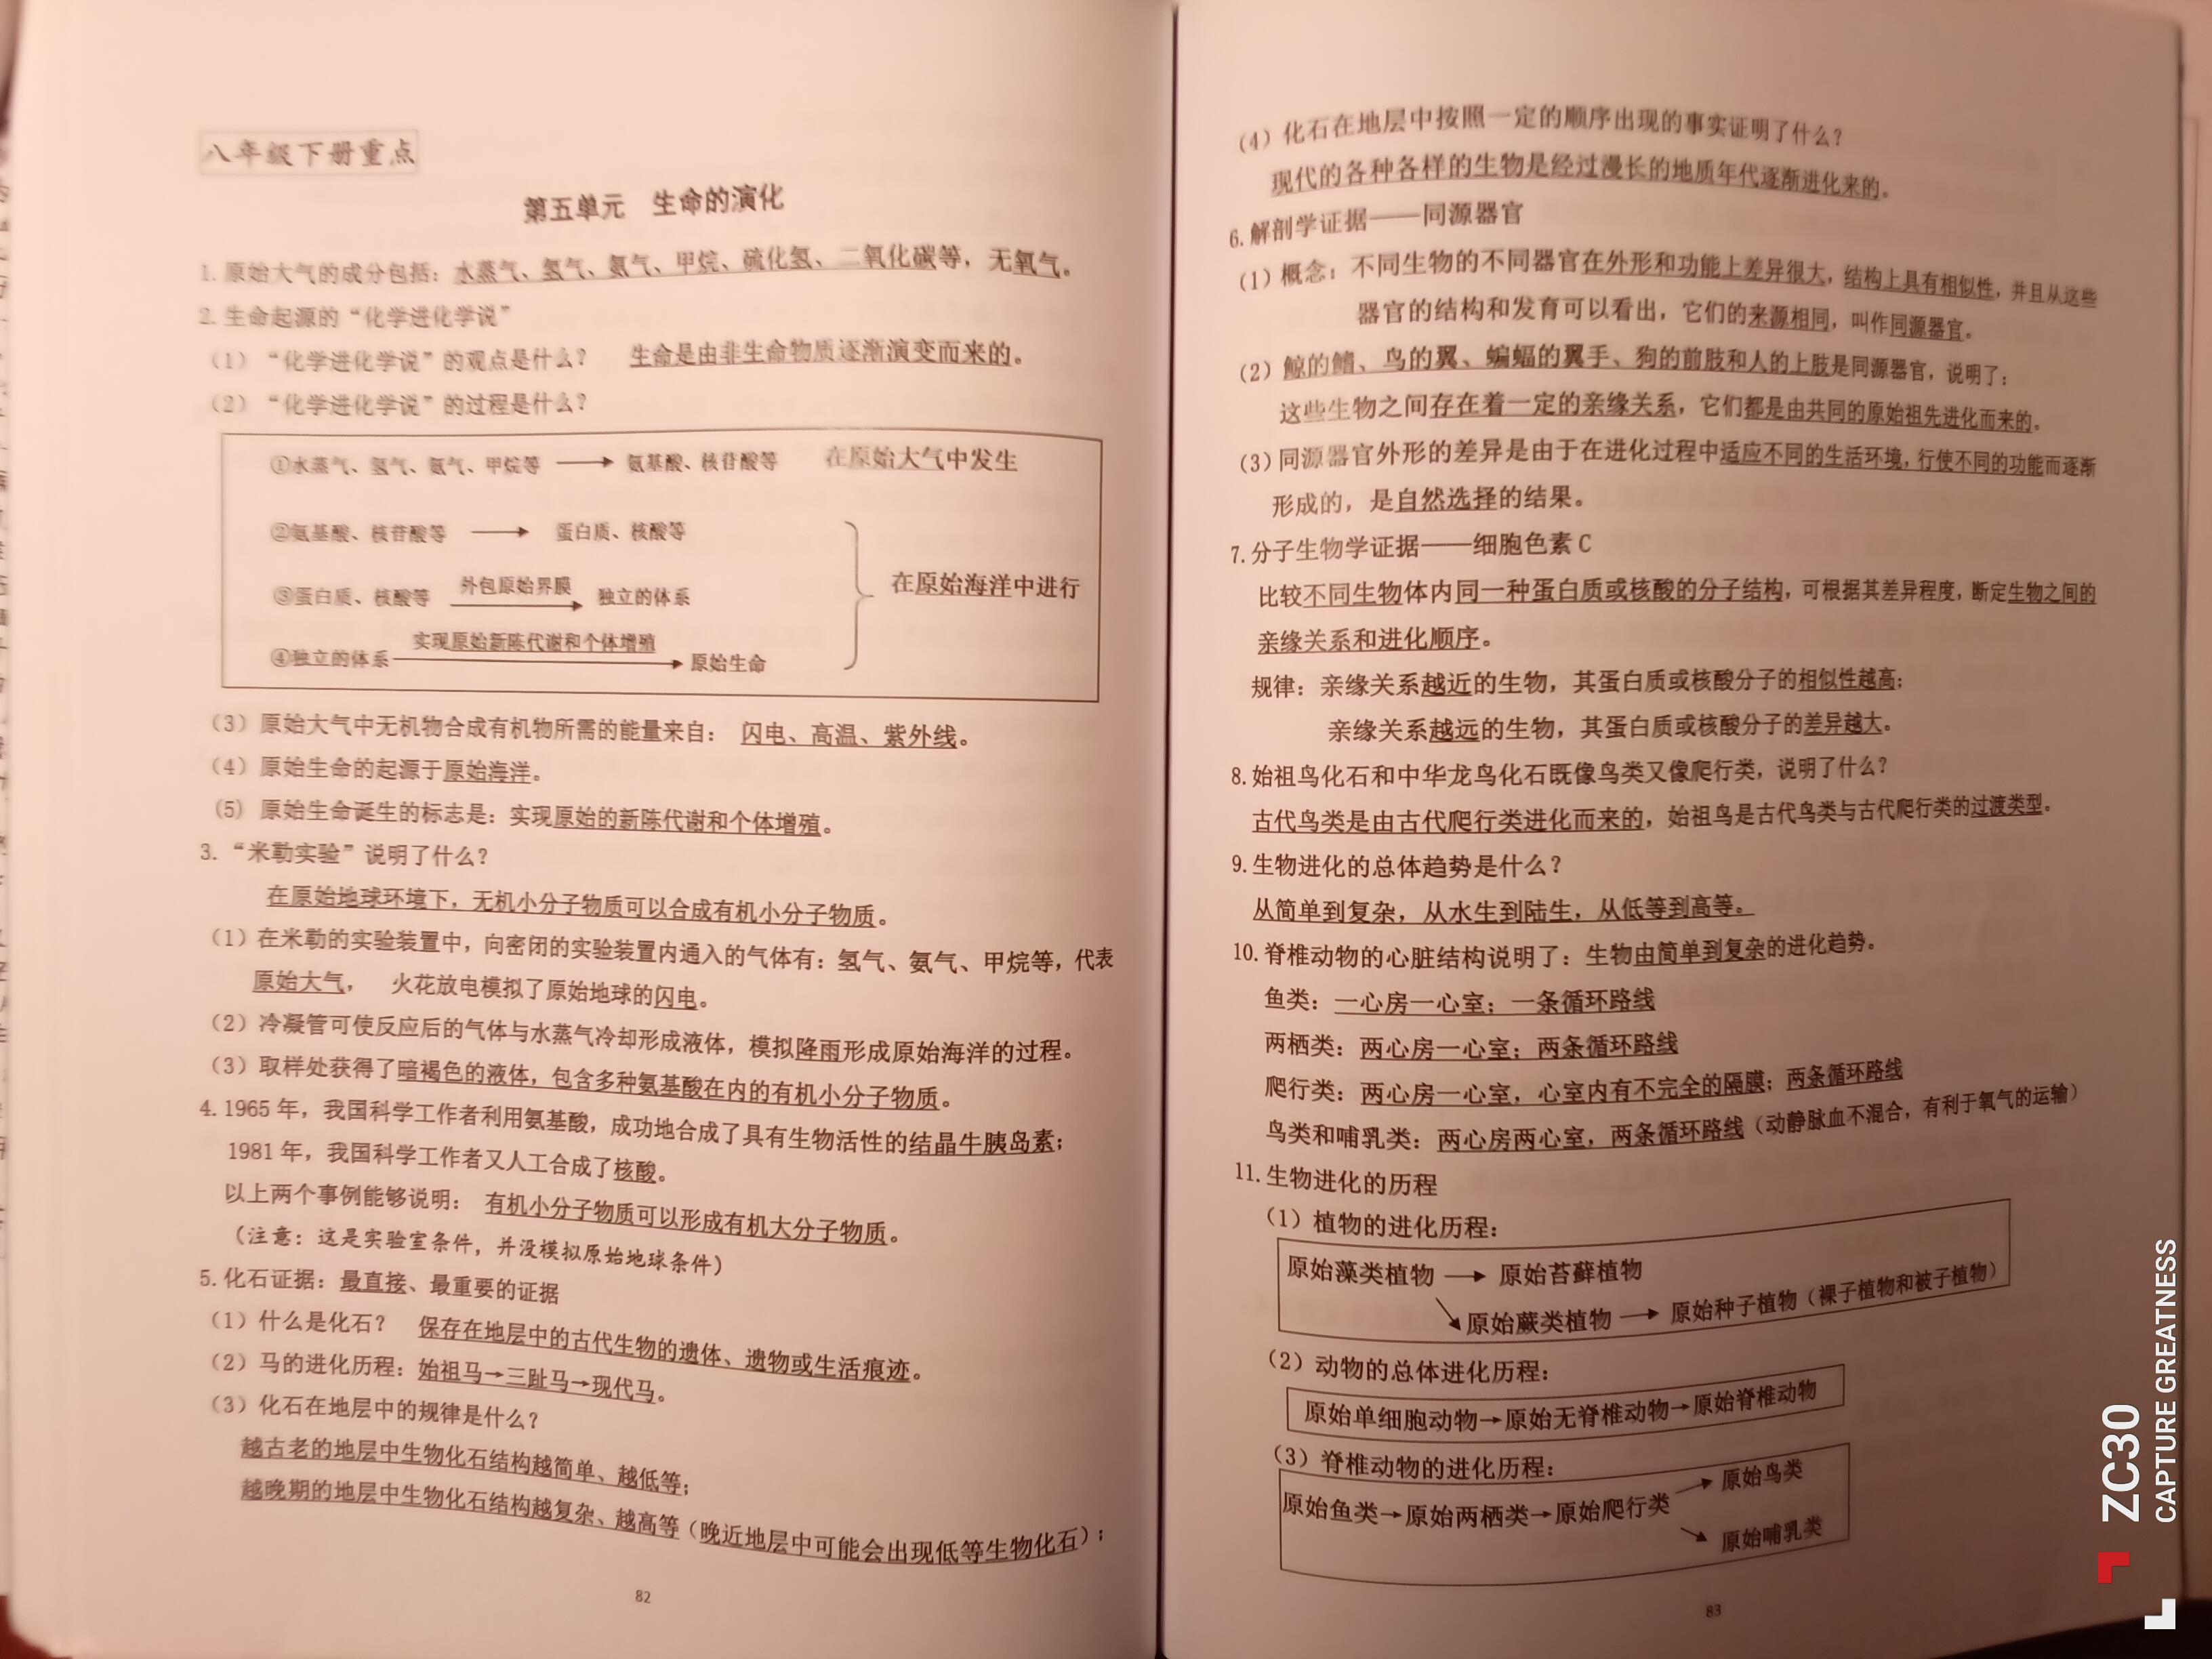 八年级下册重点
第五单元 生命的演化
1. 原始大气的成分包括：水蒸气、氢气、氨气、甲烷、硫化氢、二氧化碳等，无氧气。
2. 生命起源的“化学进化学说”
（1）“化学进化学说”的观点是什么？ 生命是由非生命物质逐渐演变而来的。
（2）“化学进化学说”的过程是什么？
①水蒸气、氢气、氨气、甲烷等 → 氨基酸、核苷酸等 在原始大气中发生
②氨基酸、核苷酸等 → 蛋白质、核酸等
外包原始界膜
③蛋白质、核酸等 → 独立的体系
在原始海洋中进行
实现原始新陈代谢和个体增殖
④独立的体系 → 原始生命
（3）原始大气中无机物合成有机物所需的能量来自： 闪电、高温、紫外线。
（4）原始生命的起源于原始海洋。
（5）原始生命诞生的标志是：实现原始的新陈代谢和个体增殖。
3. “米勒实验”说明了什么？
在原始地球环境下，无机小分子物质可以合成有机小分子物质。
（1）在米勒的实验装置中，向密闭的实验装置内通入的气体有：氢气、氨气、甲烷等，代表
原始大气， 火花放电模拟了原始地球的闪电。
（2）冷凝管可使反应后的气体与水蒸气冷却形成液体，模拟降雨形成原始海洋的过程。
（3）取样处获得了暗褐色的液体，包含多种氨基酸在内的有机小分子物质。
4. 1965 年，我国科学工作者利用氨基酸，成功地合成了具有生物活性的结晶牛胰岛素；
1981 年，我国科学工作者又人工合成了核酸。
以上两个事例能够说明： 有机小分子物质可以形成有机大分子物质。
（注意：这是实验室条件，并没模拟原始地球条件）
5. 化石证据：最直接、最重要的证据
（1）什么是化石？ 保存在地层中的古代生物的遗体、遗物或生活痕迹。
（2）马的进化历程：始祖马→三趾马→现代马。
（3）化石在地层中的规律是什么？
越古老的地层中生物化石结构越简单、越低等；
越晚期的地层中生物化石结构越复杂、越高等（晚近地层中可能会出现低等生物化石）；
82
（4）化石在地层中按照一定的顺序出现的事实证明了什么？
现代的各种各样的生物是经过漫长的地质年代逐渐进化来的。
6. 解剖学证据——同源器官
（1）概念：不同生物的不同器官在外形和功能上差异很大，结构上具有相似性，并且从这些
器官的结构和发育可以看出，它们的来源相同，叫作同源器官。
（2）鲸的鳍、鸟的翼、蝙蝠的翼手、狗的前肢和人的上肢是同源器官，说明了：
这些生物之间存在着一定的亲缘关系，它们都是由共同的原始祖先进化而来的。
（3）同源器官外形的差异是由于在进化过程中适应不同的生活环境，行使不同的功能而逐渐
形成的，是自然选择的结果。
7. 分子生物学证据——细胞色素 C
比较不同生物体内同一种蛋白质或核酸的分子结构，可根据其差异程度，断定生物之间的
亲缘关系和进化顺序。
规律：亲缘关系越近的生物，其蛋白质或核酸分子的相似性越高；
亲缘关系越远的生物，其蛋白质或核酸分子的差异越大。
8. 始祖鸟化石和中华龙鸟化石既像鸟类又像爬行类，说明了什么？
古代鸟类是由古代爬行类进化而来的，始祖鸟是古代鸟类与古代爬行类的过渡类型。
9. 生物进化的总体趋势是什么？
从简单到复杂，从水生到陆生，从低等到高等。
10. 脊椎动物的心脏结构说明了：生物由简单到复杂的进化趋势。
鱼类：一心房一心室；一条循环路线
两栖类：两心房一心室；两条循环路线
爬行类：两心房一心室，心室内有不完全的隔膜；两条循环路线
鸟类和哺乳类：两心房两心室，两条循环路线（动静脉血不混合，有利于氧气的运输）
11. 生物进化的历程
（1）植物的进化历程：
原始藻类植物 → 原始苔藓植物
↘原始蕨类植物 → 原始种子植物（裸子植物和被子植物）
（2）动物的总体进化历程：
原始单细胞动物→原始无脊椎动物→原始脊椎动物
（3）脊椎动物的进化历程：
原始鸟类
原始鱼类→原始两栖类→原始爬行类
原始哺乳类
83
ZC30
CAPTURE GREATNESS